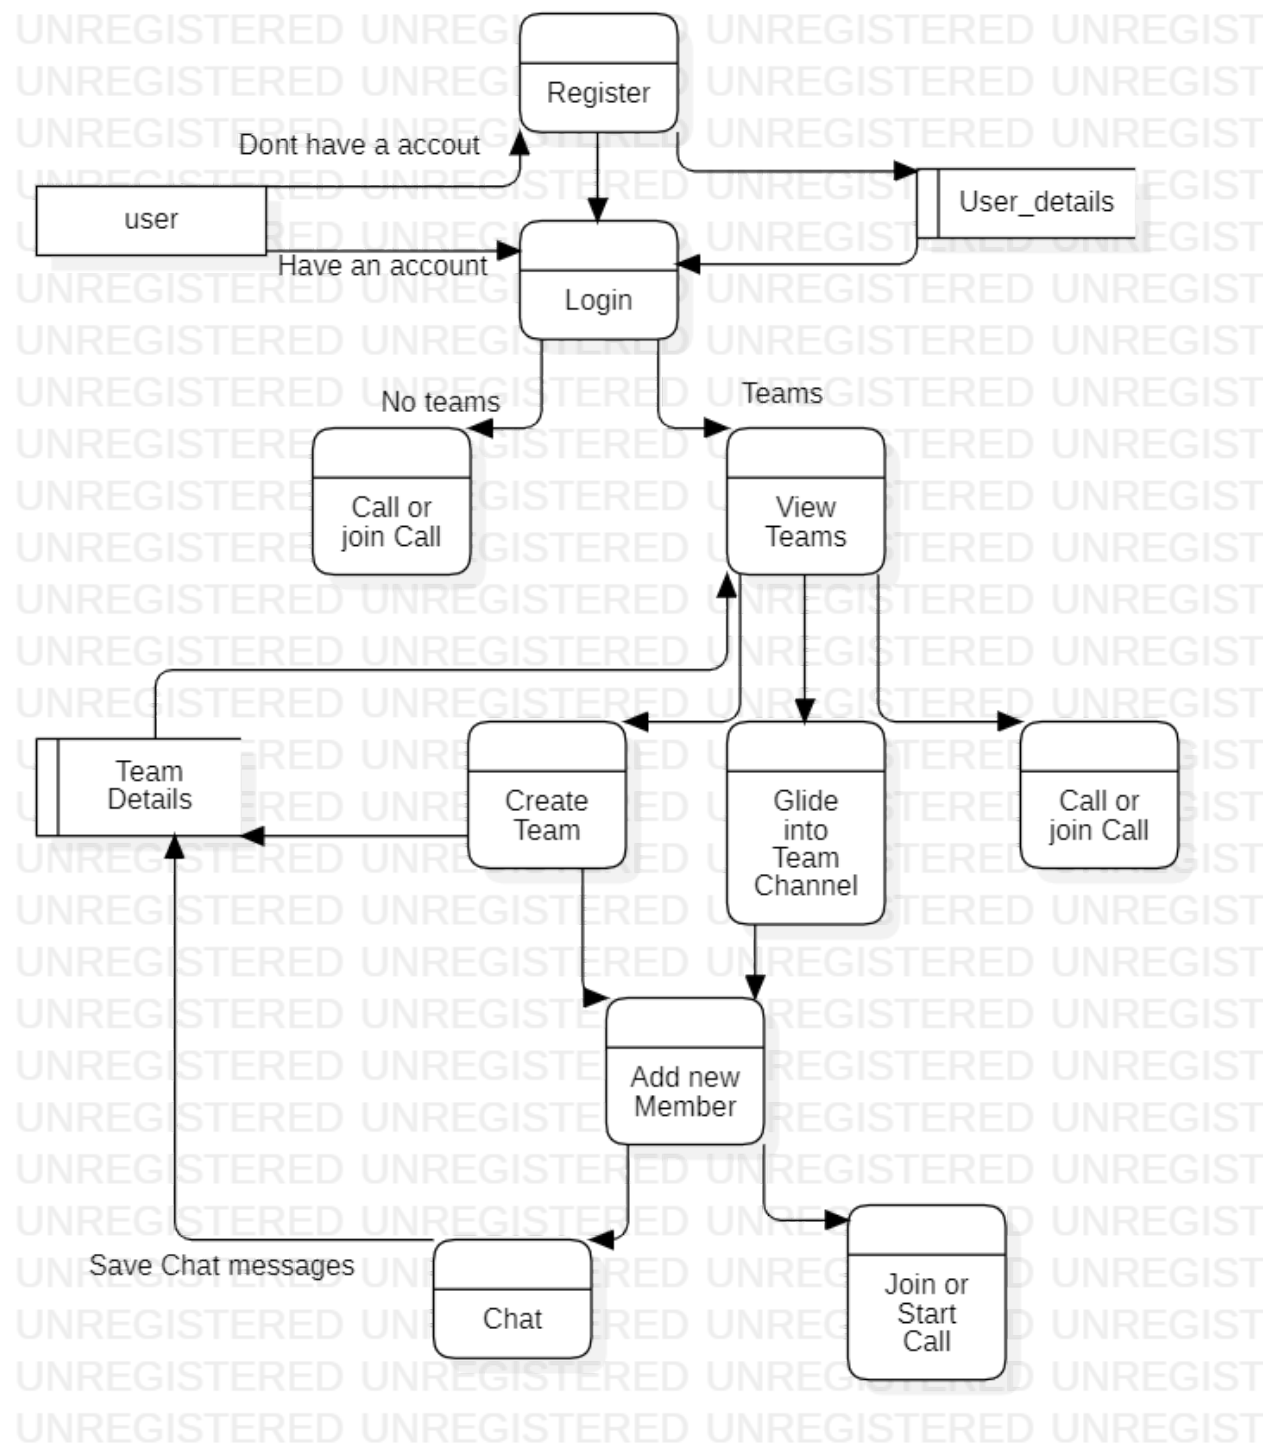 Register
Dont have a accout
user
User_details
Have an account
Login
No teams
Teams
Call or
join Call
View
Teams
Team
Details
Create
Team
Glide
into
Team
Channel
Call or
join Call
Add new
Member
Save Chat messages
Chat
Join or
Start
Call
UNREGISTERED